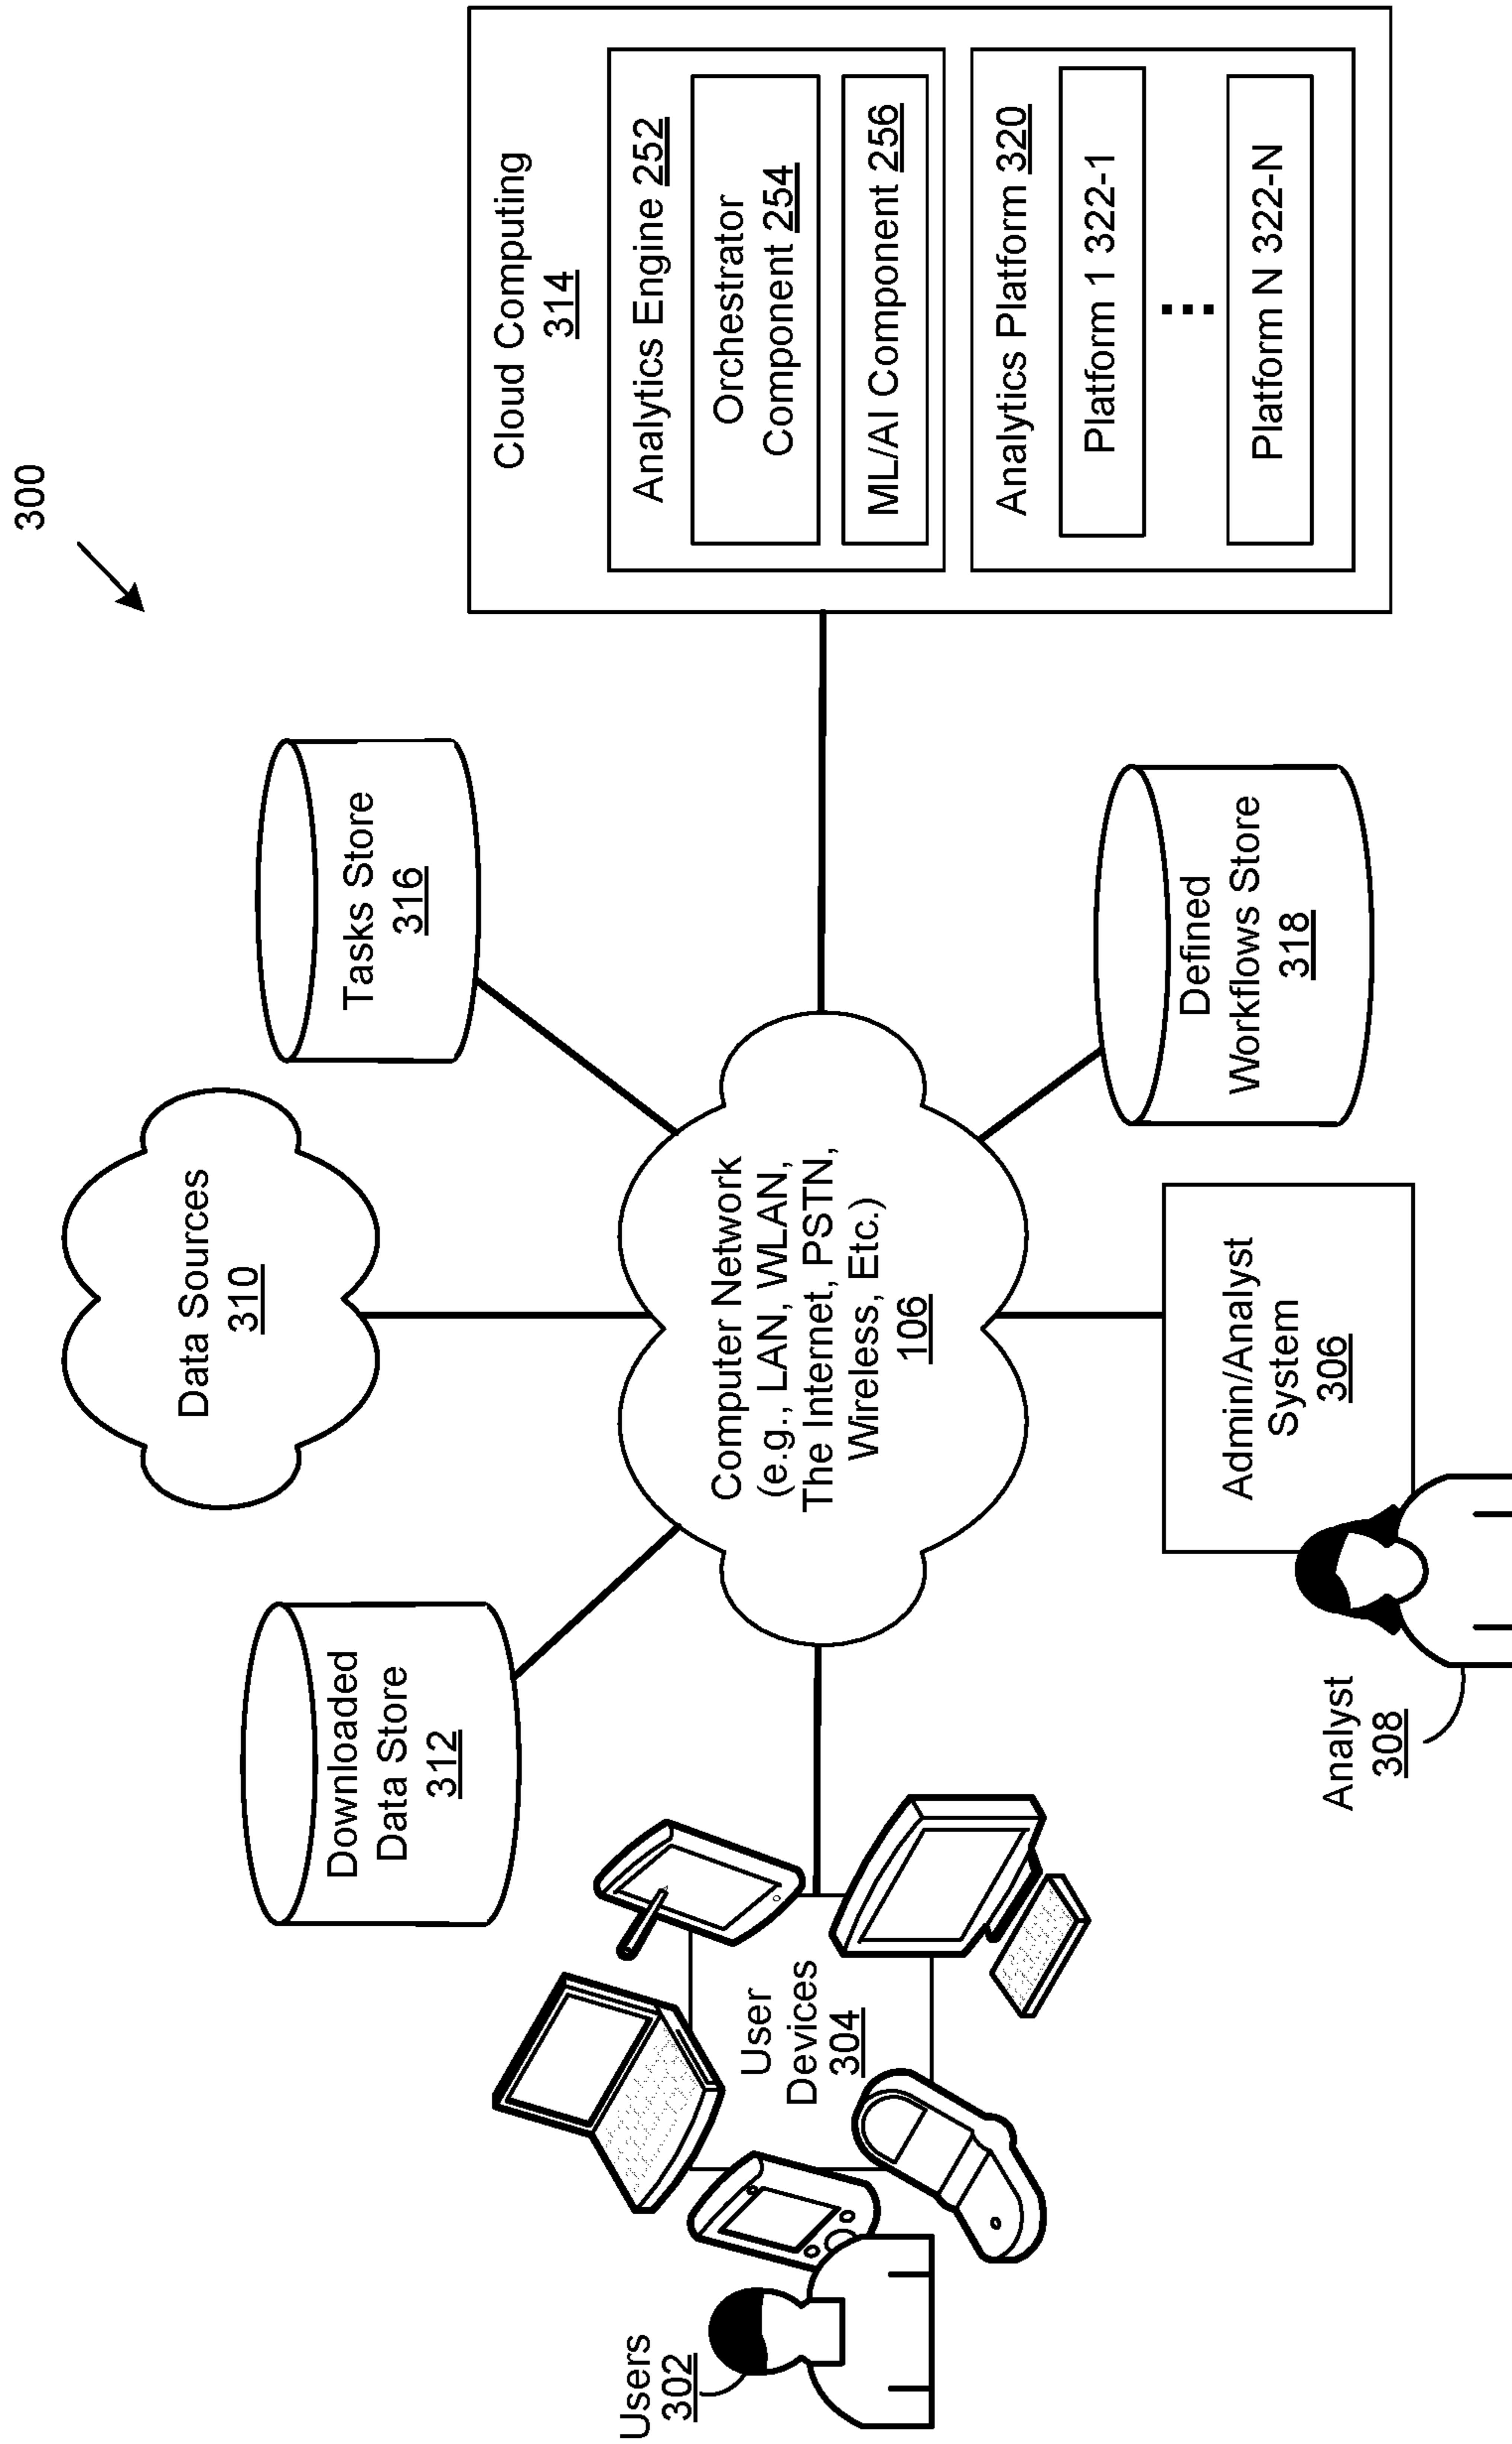 300
Data Sources
310
Downloaded
Data Store
312
Tasks Store
316
Cloud Computing
314
Analytics Engine 252
Orchestrator
Component 254
ML/AI Component 256
Analytics Platform 320
Platform 1 322-1
Platform N 322-N
Computer Network
(e.g., LAN, WLAN,
The Internet, PSTN,
Wireless, Etc.)
106
Users
302
User
Devices
304
Analyst
308
Admin/Analyst
System
306
Defined
Workflows Store
318